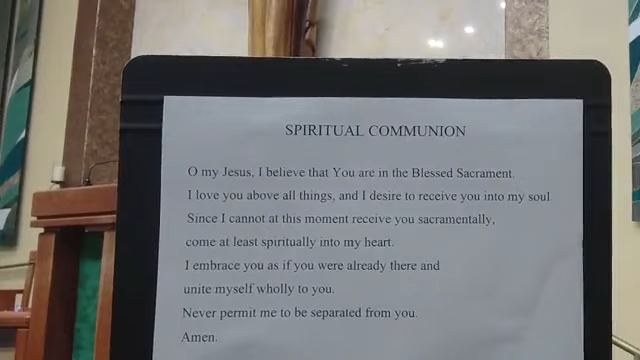 SPIRITUAL COMMUNION
O my Jesus, I believe that You are in the Blessed Sacrament.
I love you above all things, and I desire to receive you into my soul
Since I cannot at this moment receive you sacramentally,
come at least spiritually into my heart.
I embrace you as if you were already there and
unite myself wholly to you.
Never permit me to be separated from you.
Amen.